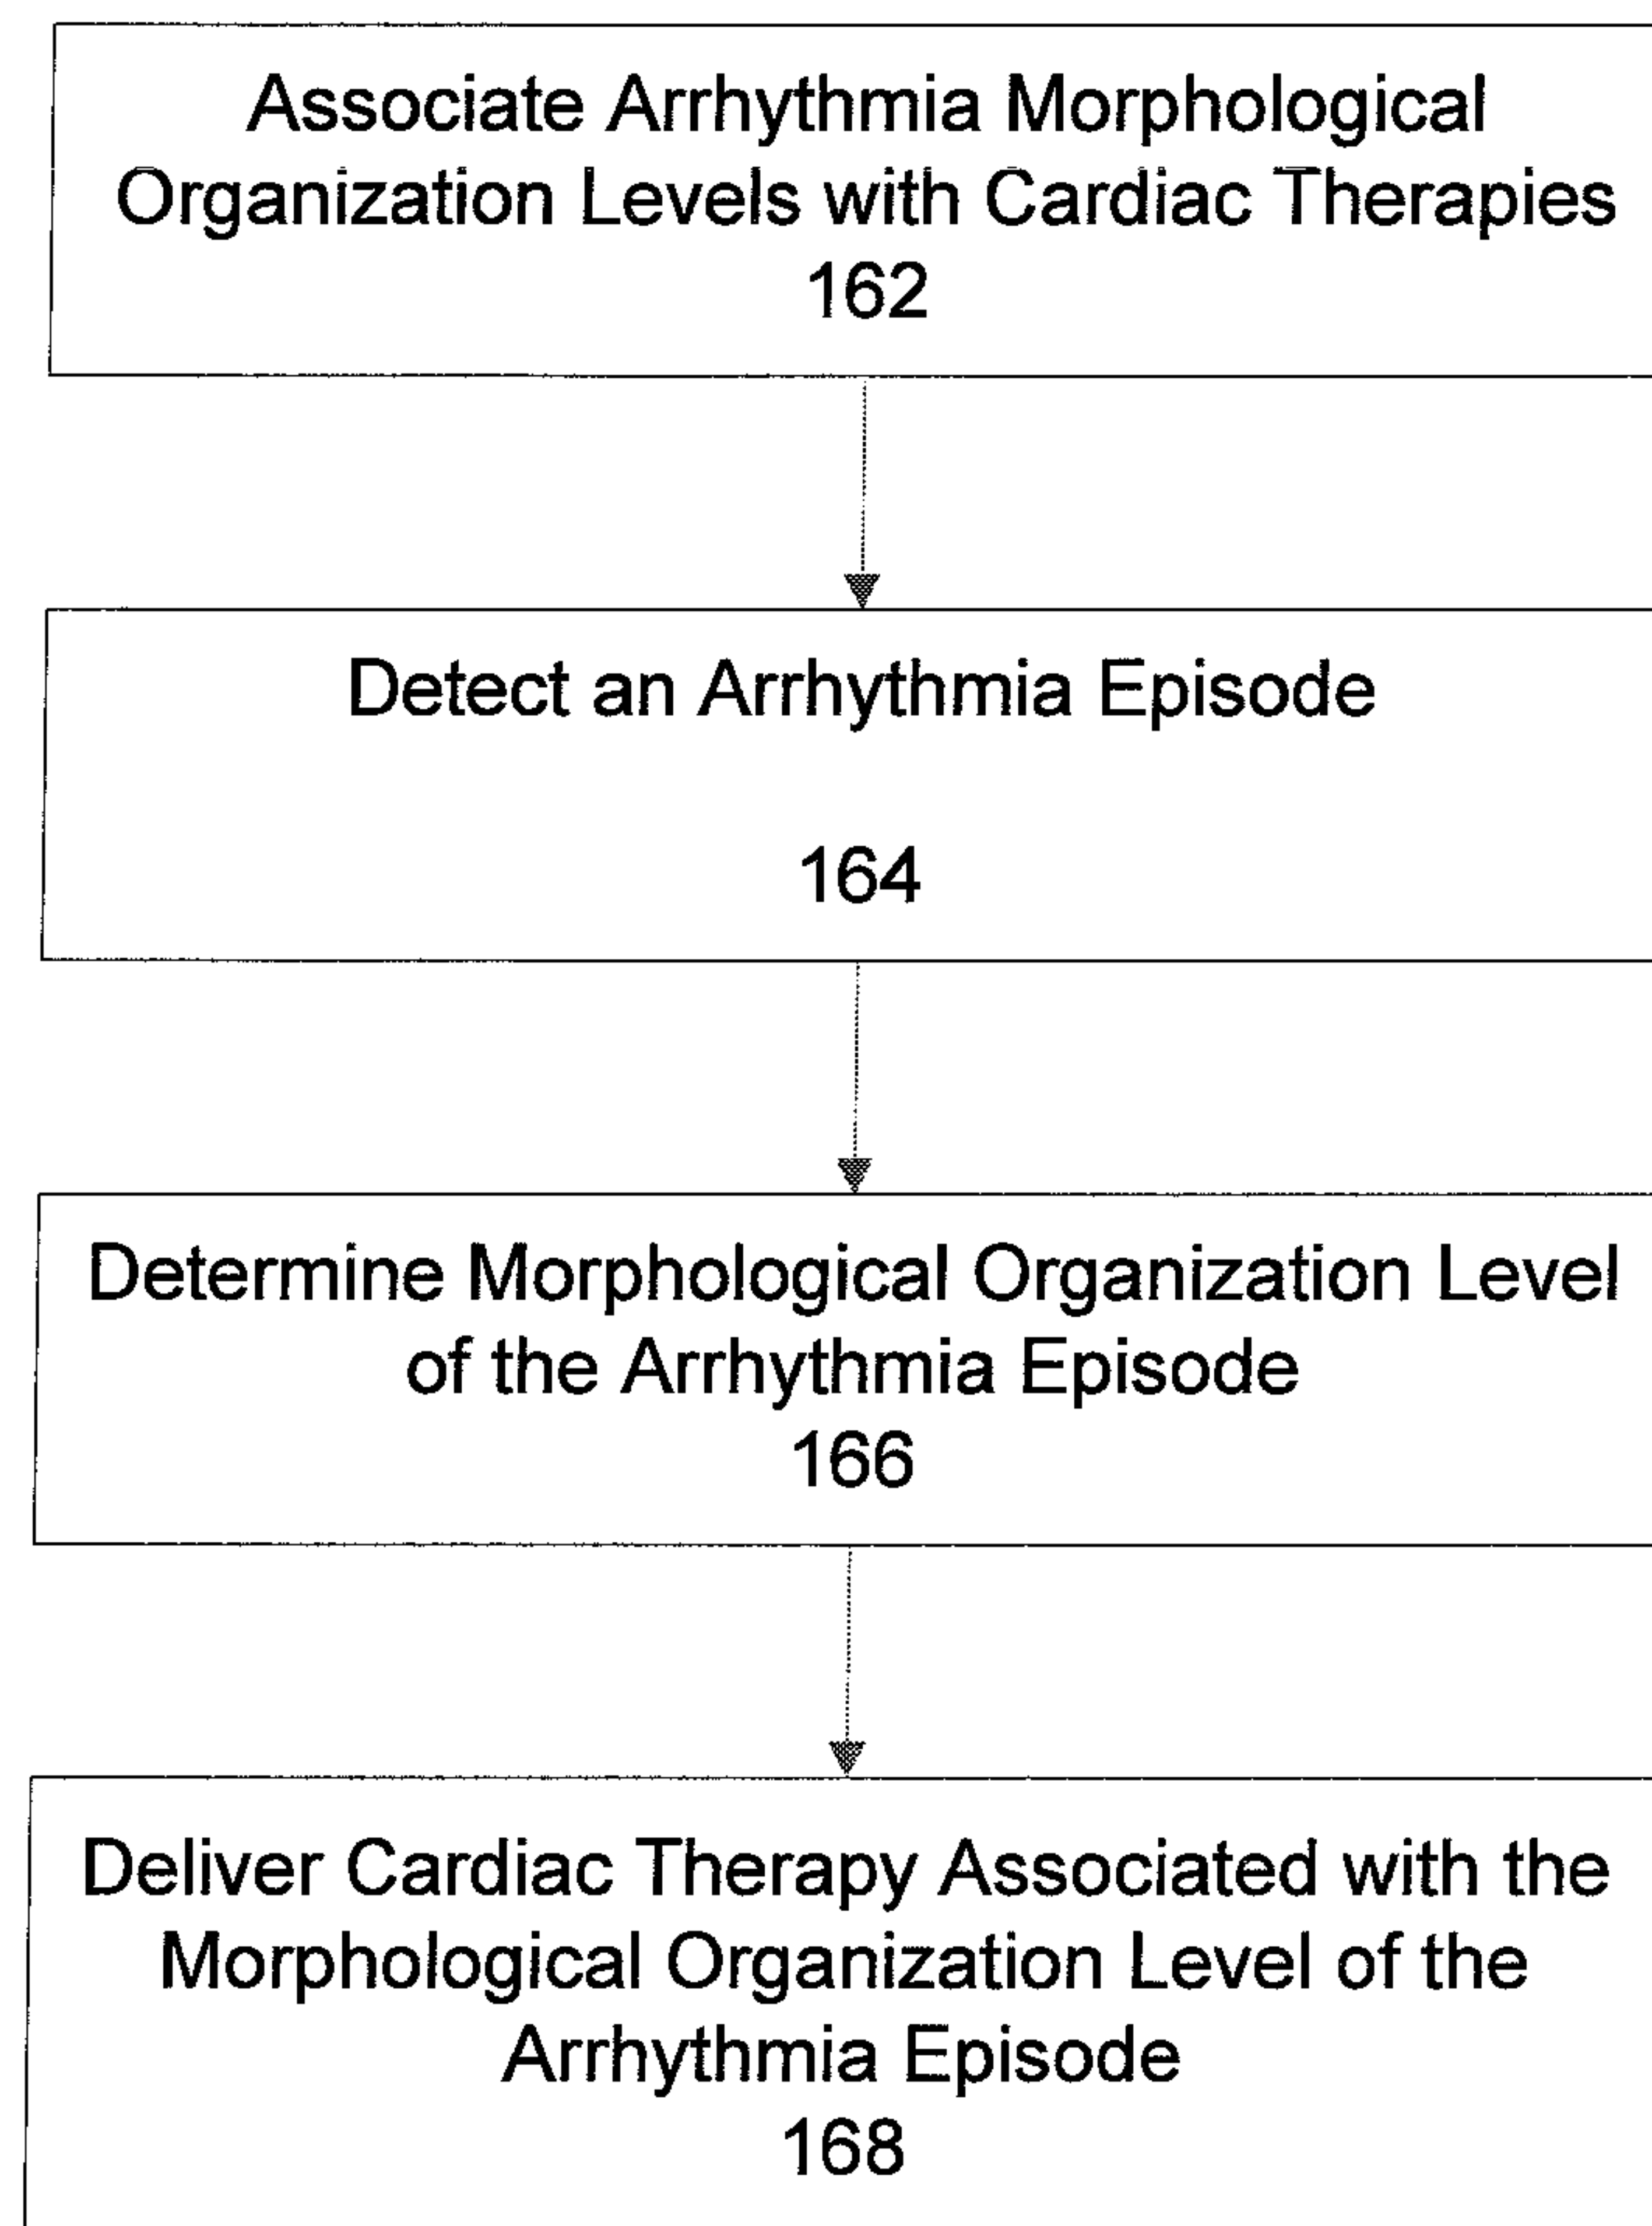 Associate Arrhythmia Morphological
Organization Levels with Cardiac Therapies
162
Detect an Arrhythmia Episode
164
Determine Morphological Organization Level
of the Arrhythmia Episode
166
Deliver Cardiac Therapy Associated with the
Morphological Organization Level of the
Arrhythmia Episode
168